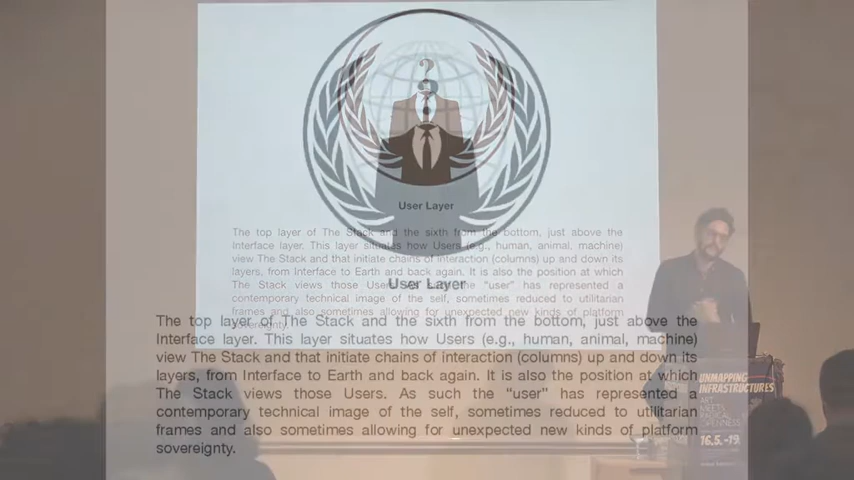 ?
User Layer
The top layer of The Stack and the sixth from the bottom, just above the
Interface layer. This layer situates how Users (e.g., human, animal, machine)
view The Stack and that initiate chains of interaction (columns) up and down its
layers, from Interface to Earth and back again. It is also the position at which
The Stack views those Users. As such the "user" has represented a
contemporary technical image of the self, sometimes reduced to utilitarian
frames and also sometimes allowing for unexpected new kinds of platform
sovereignty.
User Layer
The top layer of The Stack and the sixth from the bottom, just above the
Interface layer. This layer situates how Users (e.g., human, animal, machine)
view The Stack and that initiate chains of interaction (columns) up and down its
layers, from Interface to Earth and back again. It is also the position at which
The Stack views those Users. As such the “user” has represented a
contemporary technical image of the self, sometimes reduced to utilitarian
frames and also sometimes allowing for unexpected new kinds of platform
sovereignty.
UNMAPPING
INFRASTRUCTURES
ART
MEETS
RADICAL
OPENNESS
16.5.-19.